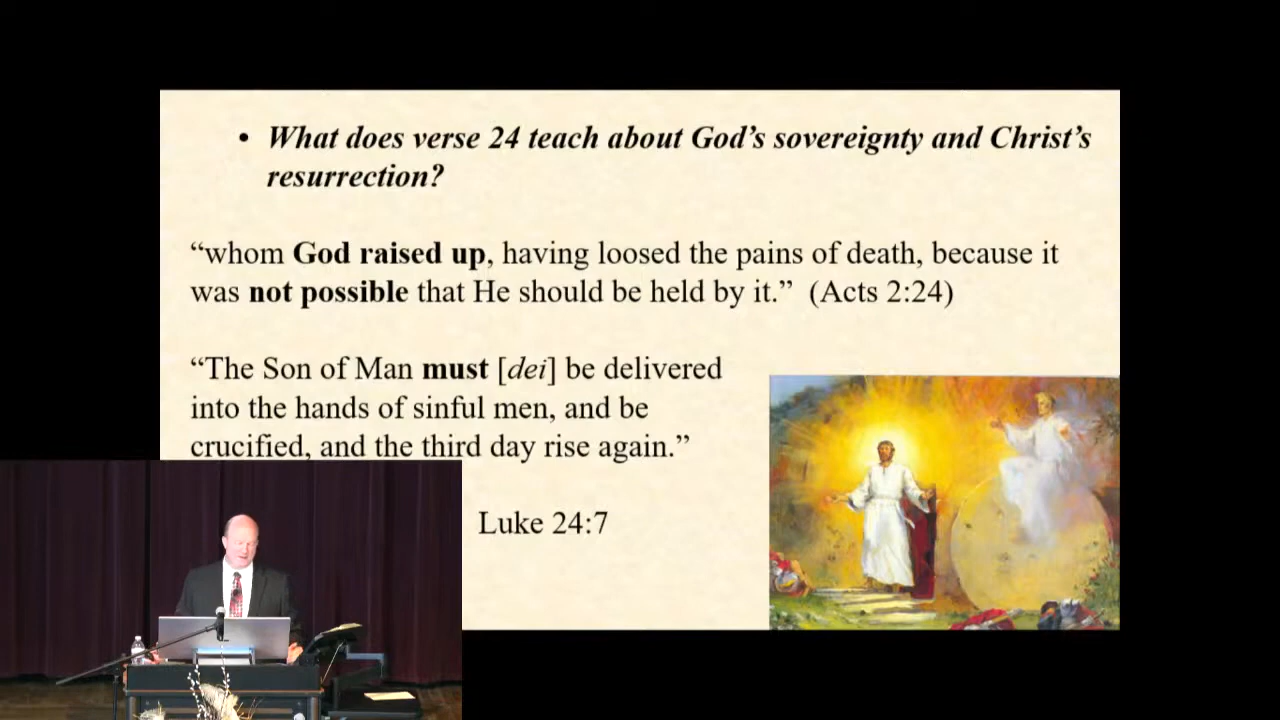 • What does verse 24 teach about God’s sovereignty and Christ’s
resurrection?
“whom God raised up, having loosed the pains of death, because it
was not possible that He should be held by it.”  (Acts 2:24)
“The Son of Man must [dei] be delivered
into the hands of sinful men, and be
crucified, and the third day rise again.”
Luke 24:7